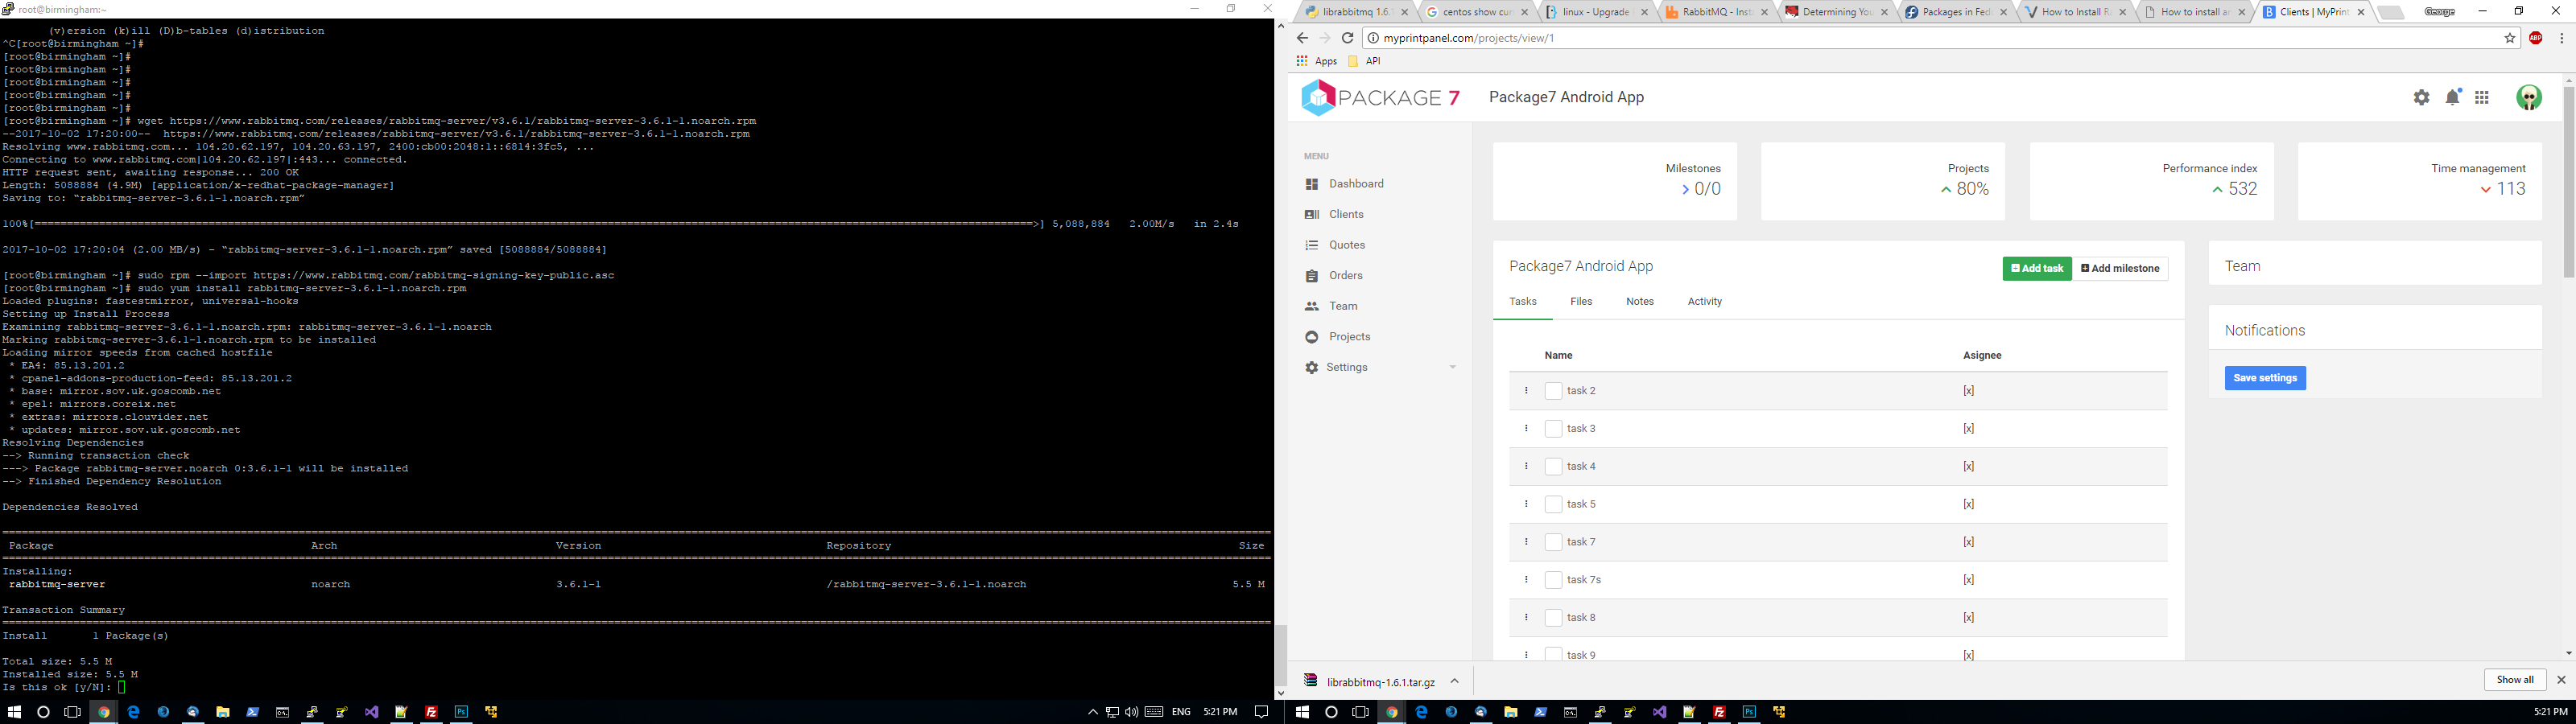 root@birmingham:~
(v)ersion (k)ill (D)b-tables (d)istribution
^C[root@birmingham ~]#
[root@birmingham ~]#
[root@birmingham ~]#
[root@birmingham ~]#
[root@birmingham ~]#
[root@birmingham ~]#
[root@birmingham ~]# wget https://www.rabbitmq.com/releases/rabbitmq-server/v3.6.1/rabbitmq-server-3.6.1-1.noarch.rpm
--2017-10-02 17:20:00--  https://www.rabbitmq.com/releases/rabbitmq-server/v3.6.1/rabbitmq-server-3.6.1-1.noarch.rpm
Resolving www.rabbitmq.com... 104.20.62.197, 104.20.63.197, 2400:cb00:2048:1::6814:3fc5, ...
Connecting to www.rabbitmq.com|104.20.62.197|:443... connected.
HTTP request sent, awaiting response... 200 OK
Length: 5088884 (4.9M) [application/x-redhat-package-manager]
Saving to: “rabbitmq-server-3.6.1-1.noarch.rpm”
100%[=====================================>] 5,088,884   2.00M/s   in 2.4s
2017-10-02 17:20:04 (2.00 MB/s) - “rabbitmq-server-3.6.1-1.noarch.rpm” saved [5088884/5088884]
[root@birmingham ~]# sudo rpm --import https://www.rabbitmq.com/rabbitmq-signing-key-public.asc
[root@birmingham ~]# sudo yum install rabbitmq-server-3.6.1-1.noarch.rpm
Loaded plugins: fastestmirror, universal-hooks
Setting up Install Process
Examining rabbitmq-server-3.6.1-1.noarch.rpm: rabbitmq-server-3.6.1-1.noarch
Marking rabbitmq-server-3.6.1-1.noarch.rpm to be installed
Loading mirror speeds from cached hostfile
* EA4: 85.13.201.2
* cpanel-addons-production-feed: 85.13.201.2
* base: mirror.sov.uk.goscomb.net
* epel: mirrors.coreix.net
* extras: mirrors.clouvider.net
* updates: mirror.sov.uk.goscomb.net
Resolving Dependencies
--> Running transaction check
---> Package rabbitmq-server.noarch 0:3.6.1-1 will be installed
--> Finished Dependency Resolution
Dependencies Resolved
Package Arch Version Repository Size
Installing:
rabbitmq-server noarch 3.6.1-1 /rabbitmq-server-3.6.1-1.noarch 5.5 M
Transaction Summary
Install 1 Package(s)
Total size: 5.5 M
Installed size: 5.5 M
Is this ok [y/N]:
ENG 5:21 PM
librabbitmq 1.6.1
centos show cur
linux - Upgrade
RabbitMQ - Inst
Determining You
Packages in Fed
How to Install R
How to install an
Clients | MyPrint
George
myprintpanel.com/projects/view/1
ABP
Apps API
PACKAGE 7
Package7 Android App
MENU
Dashboard
Clients
Quotes
Orders
Team
Projects
Settings
Milestones
0/0
Projects
80%
Performance index
532
Time management
113
Package7 Android App
Add task
Add milestone
Tasks Files Notes Activity
Name Asignee
task 2 [x]
task 3 [x]
task 4 [x]
task 5 [x]
task 7 [x]
task 7s [x]
task 8 [x]
task 9 [x]
Team
Notifications
Save settings
librabbitmq-1.6.1.tar.gz
Show all
5:21 PM